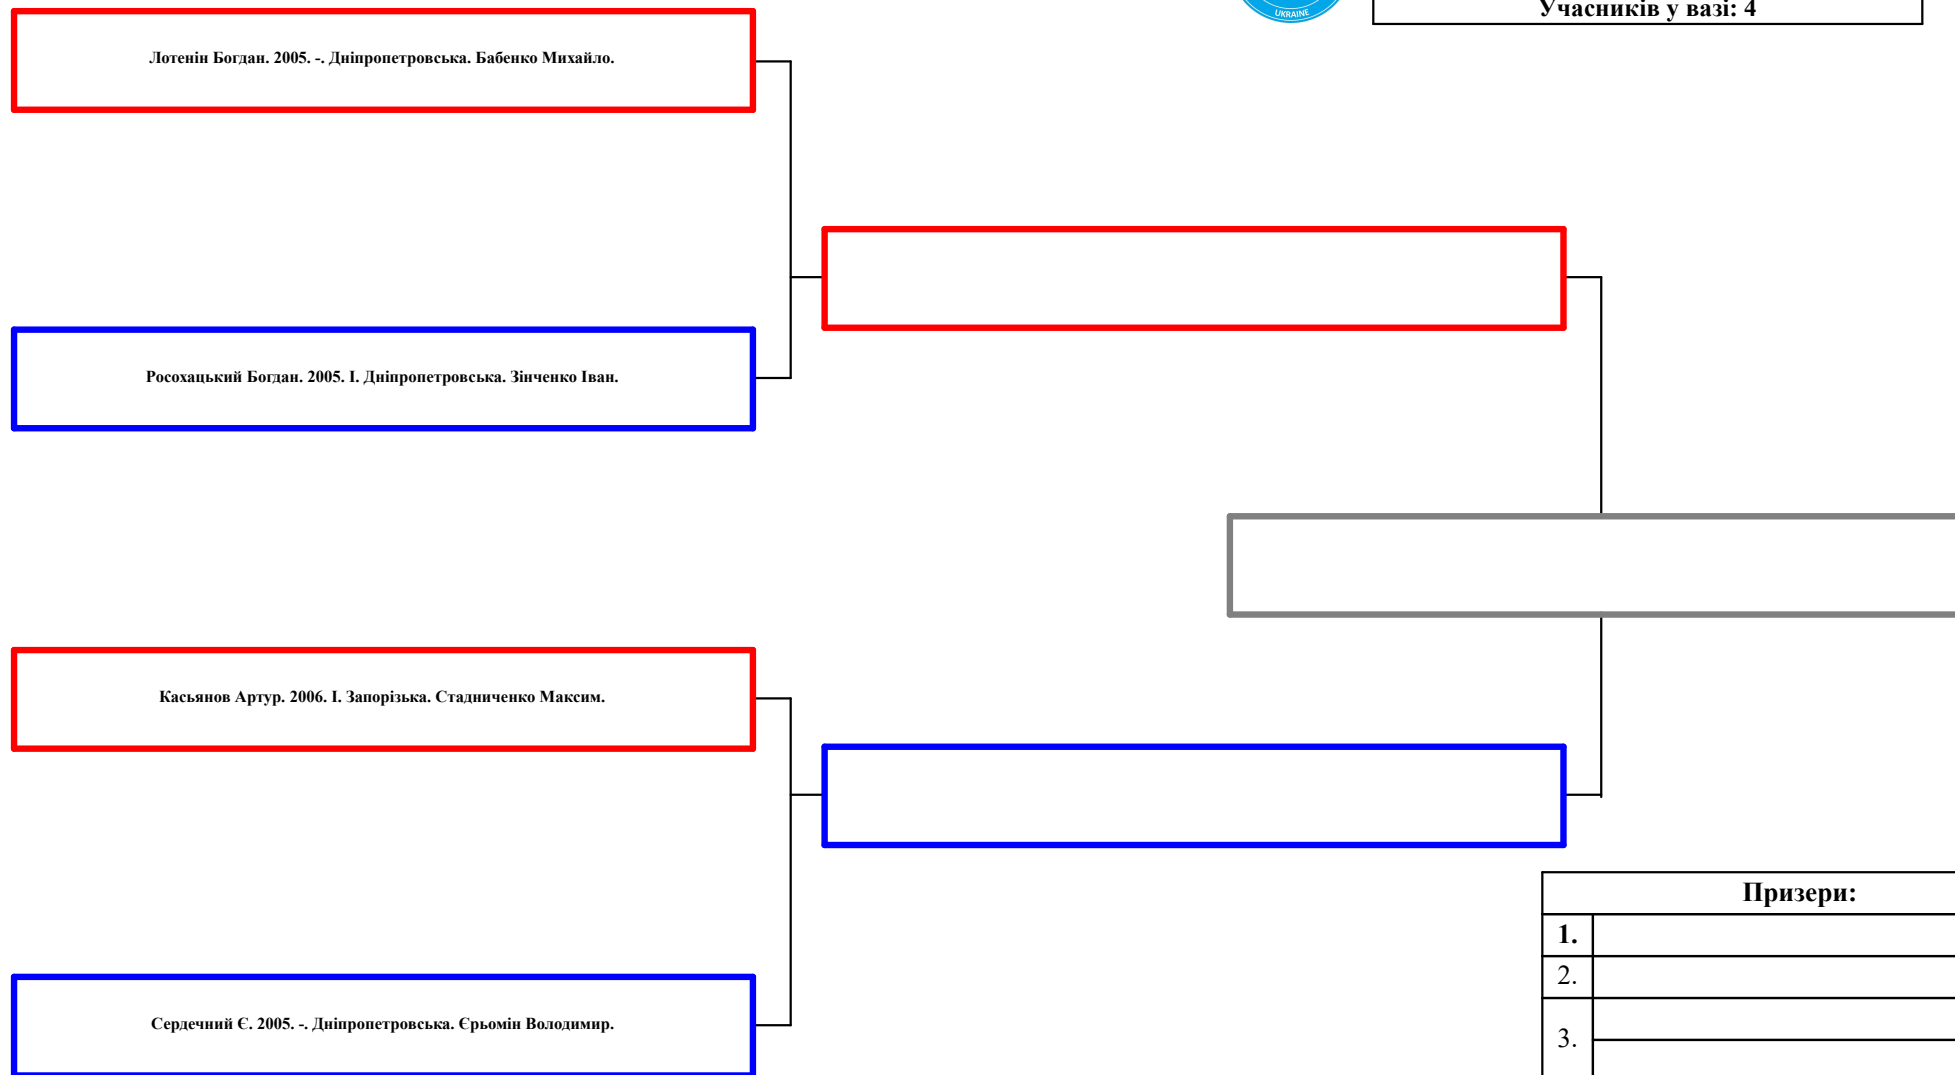 UKRAINE
Учасників у вазі: 4
Лотенін Богдан. 2005. -. Дніпропетровська. Бабенко Михайло.
Росохацький Богдан. 2005. І. Дніпропетровська. Зінченко Іван.
Касьянов Артур. 2006. І. Запорізька. Стадниченко Максим.
Сердечний Є. 2005. -. Дніпропетровська. Єрьомін Володимир.
Призери:
1.
2.
3.